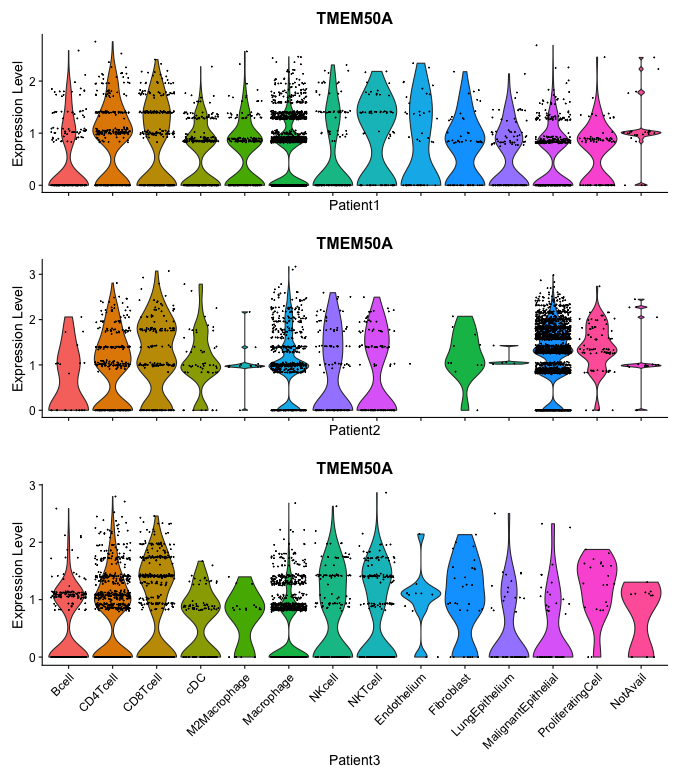 TMEM50A
Expression Level
2
1
0
Patient1
TMEM50A
Expression Level
3
2
1
0
Patient2
TMEM50A
Expression Level
3
2
1
0
Bcell
CD4Tcell
CD8Tcell
cDC
M2Macrophage
Macrophage
NKcell
NKTcell
Endothelium
Fibroblast
LungEpithelium
MalignantEpithelial
ProliferatingCell
NotAvail
Patient3